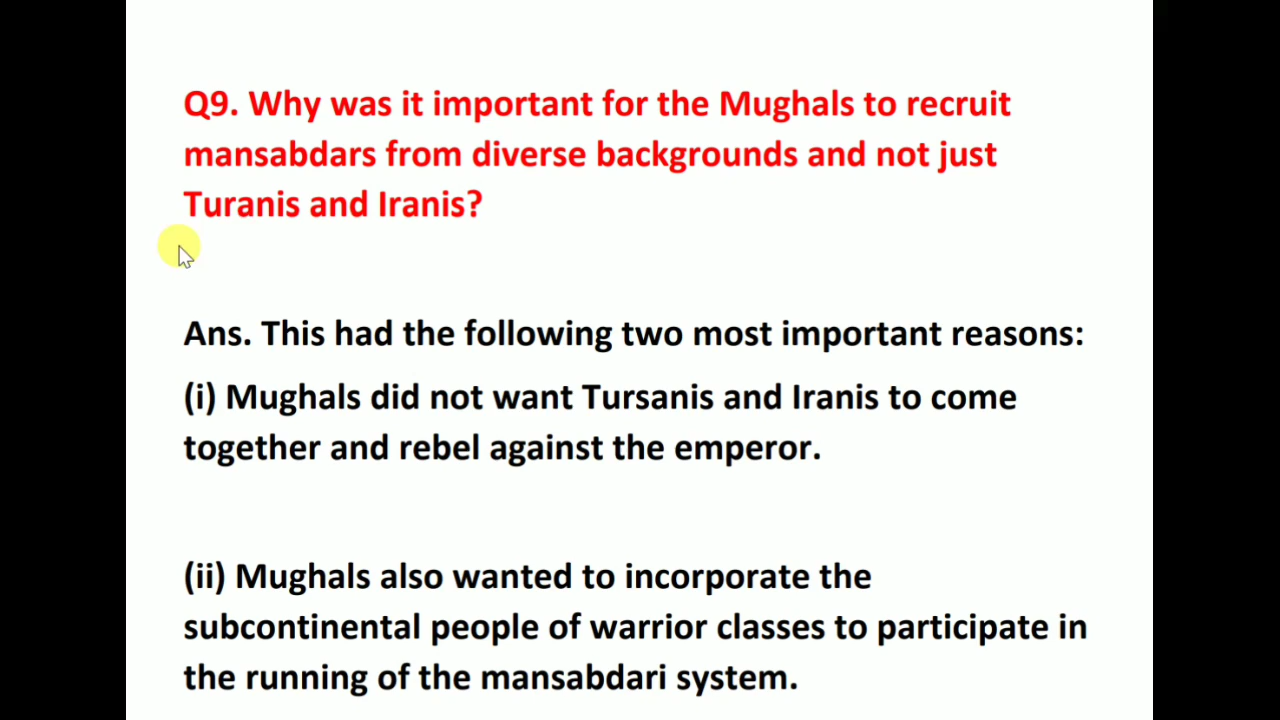 Q9. Why was it important for the Mughals to recruit
mansabdars from diverse backgrounds and not just
Turanis and Iranis?
Ans. This had the following two most important reasons:
(i) Mughals did not want Tursanis and Iranis to come
together and rebel against the emperor.
(ii) Mughals also wanted to incorporate the
subcontinental people of warrior classes to participate in
the running of the mansabdari system.